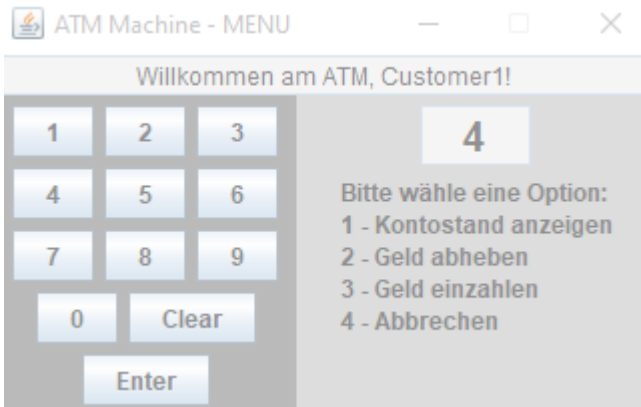 ATM Machine - MENU
Willkommen am ATM, Customer1!
1 2 3
4 5 6
7 8 9
0 Clear
Enter
4
Bitte wähle eine Option:
1 - Kontostand anzeigen
2 - Geld abheben
3 - Geld einzahlen
4 - Abbrechen